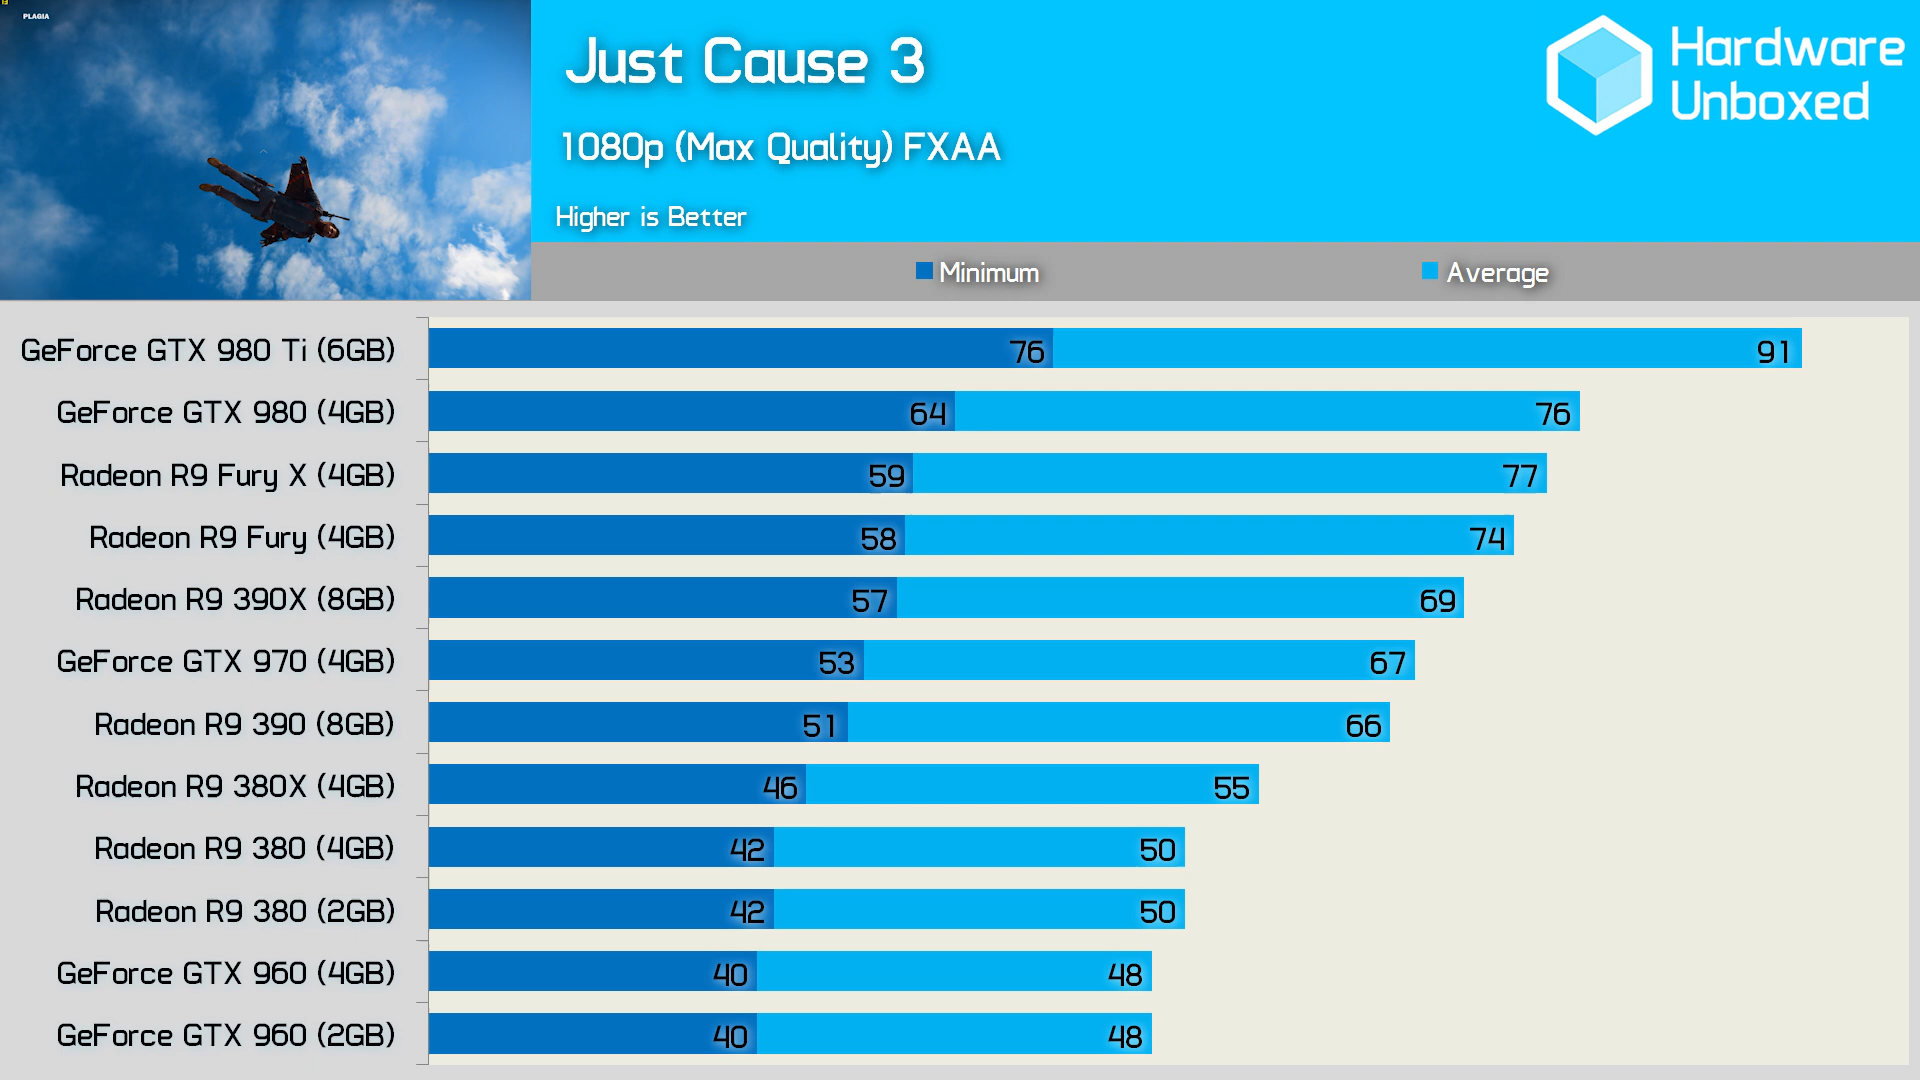 PLAGIA
Just Cause 3
1080p (Max Quality) FXAA
Higher is Better
Hardware
Unboxed
Minimum Average
GeForce GTX 980 Ti (6GB) 76 91
GeForce GTX 980 (4GB) 64 76
Radeon R9 Fury X (4GB) 59 77
Radeon R9 Fury (4GB) 58 74
Radeon R9 390X (8GB) 57 69
GeForce GTX 970 (4GB) 53 67
Radeon R9 390 (8GB) 51 66
Radeon R9 380X (4GB) 46 55
Radeon R9 380 (4GB) 42 50
Radeon R9 380 (2GB) 42 50
GeForce GTX 960 (4GB) 40 48
GeForce GTX 960 (2GB) 40 48